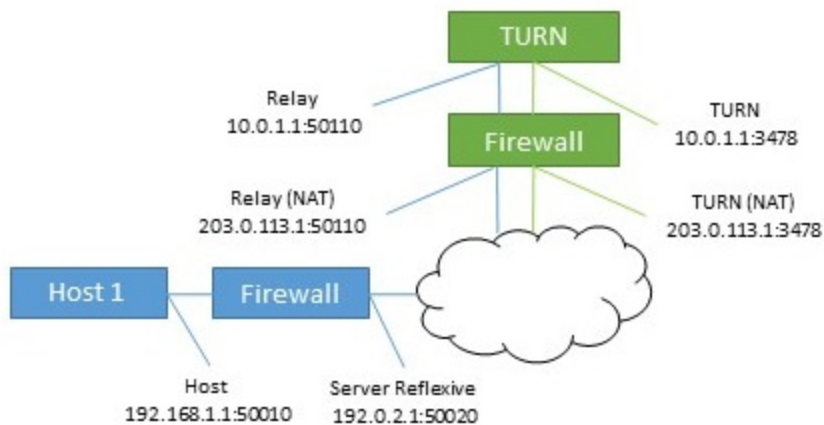 TURN
Relay
10.0.1.1:50110
TURN
10.0.1.1:3478
Firewall
Relay (NAT)
203.0.113.1:50110
TURN (NAT)
203.0.113.1:3478
Host 1
Firewall
Host
192.168.1.1:50010
Server Reflexive
192.0.2.1:50020